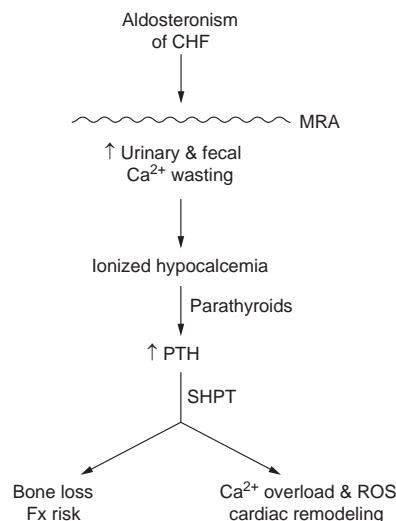 Aldosteronism
of CHF
MRA
↑ Urinary & fecal
Ca²⁺ wasting
Ionized hypocalcemia
Parathyroids
↑ PTH
SHPT
Bone loss
Fx risk
Ca²⁺ overload & ROS
cardiac remodeling